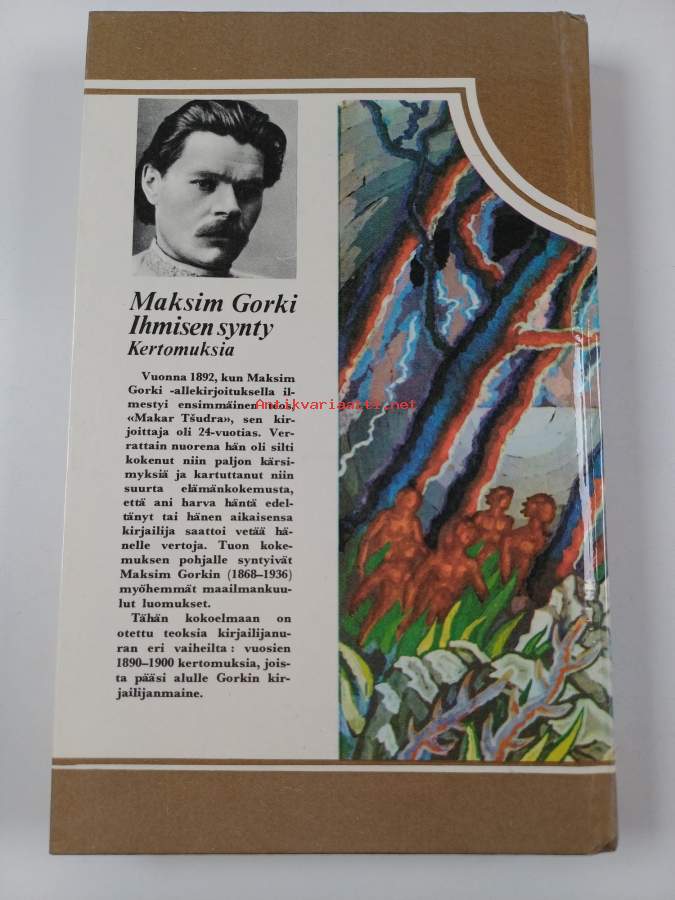 Maksim Gorki
Ihmisen synty
Kertomuksia
Vuonna 1892, kun Maksim
Gorki -allekirjoituksella il-
mestyi ensimmäinen teos,
«Makar Tšudra», sen kir-
joittaja oli 24-vuotias. Ver-
rattain nuorena hän oli silti
kokenut niin paljon kärsi-
myksiä ja kartuttanut niin
suurta elämänkokemusta,
että ani harva häntä edel-
tänyt tai hänen aikaisensa
kirjailija saattoi vetää hä-
nelle vertoja. Tuon koke-
muksen pohjalle syntyivät
Maksim Gorkin (1868–1936)
myöhemmät maailmankuu-
lut luomukset.
Tähän kokoelmaan on
otettu teoksia kirjailijanu-
ran eri vaiheilta: vuosien
1890–1900 kertomuksia, jois-
ta pääsi alulle Gorkin kir-
jailijanmaine.
Antikvariaatti.net